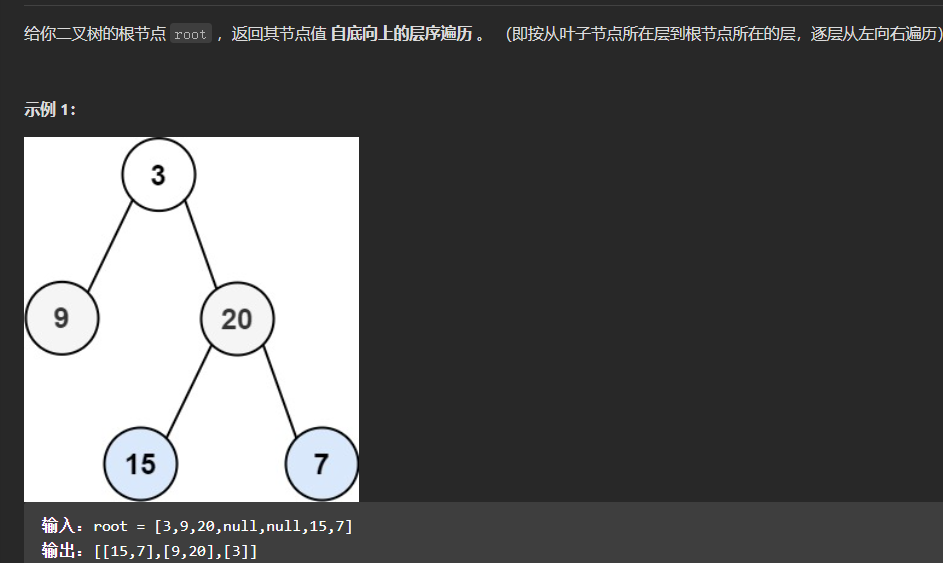 给你二叉树的根节点 root ，返回其节点值 自底向上的层序遍历 。 （即按从叶子节点所在层到根节点所在的层，逐层从左向右遍历）
示例 1：
3
9
20
15
7
输入：root = [3,9,20,null,null,15,7]
输出：[[15,7],[9,20],[3]]